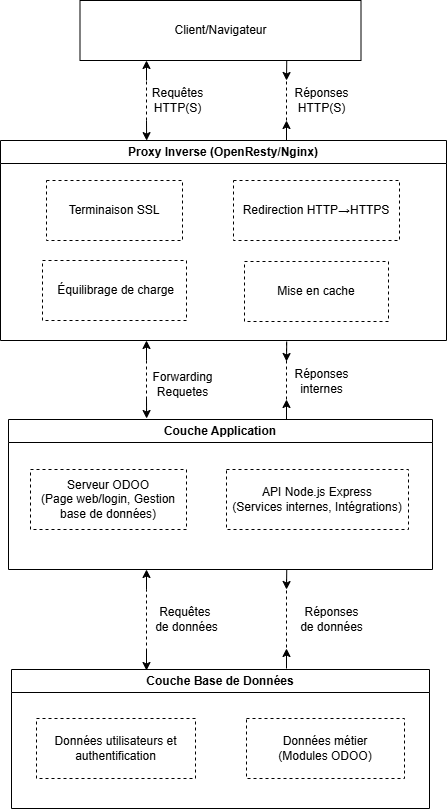 Client/Navigateur
Requêtes
HTTP(S)
Réponses
HTTP(S)
Proxy Inverse (OpenResty/Nginx)
Terminaison SSL
Redirection HTTP→HTTPS
Équilibrage de charge
Mise en cache
Forwarding
Requetes
Réponses
internes
Couche Application
Serveur ODOO
(Page web/login, Gestion
base de données)
API Node.js Express
(Services internes, Intégrations)
Requêtes
de données
Réponses
de données
Couche Base de Données
Données utilisateurs et
authentification
Données métier
(Modules ODOO)